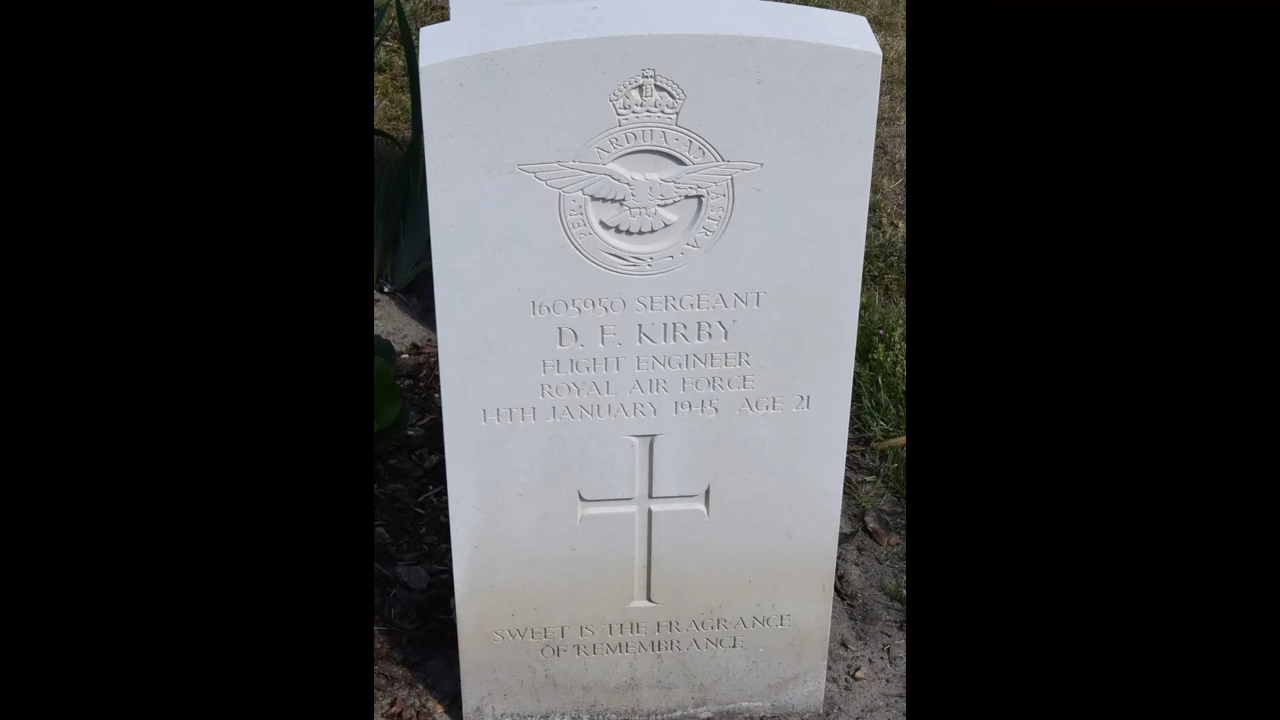 PER · ARDUA · AD ASTRA
1605950 SERGEANT
D. F. KIRBY
FLIGHT ENGINEER
ROYAL AIR FORCE
14TH JANUARY 1945 AGE 21
SWEET IS THE FRAGRANCE
OF REMEMBRANCE